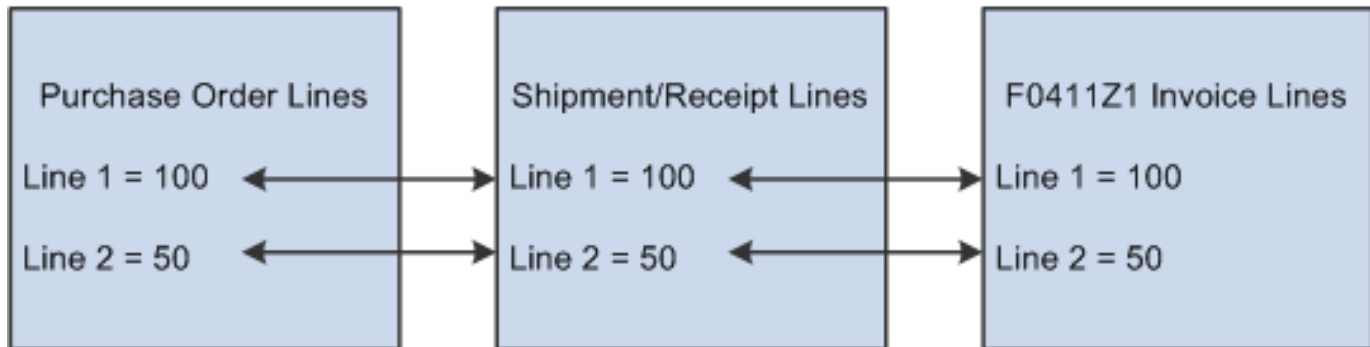 Purchase Order Lines
Line 1 = 100
Line 2 = 50
Shipment/Receipt Lines
Line 1 = 100
Line 2 = 50
F0411Z1 Invoice Lines
Line 1 = 100
Line 2 = 50